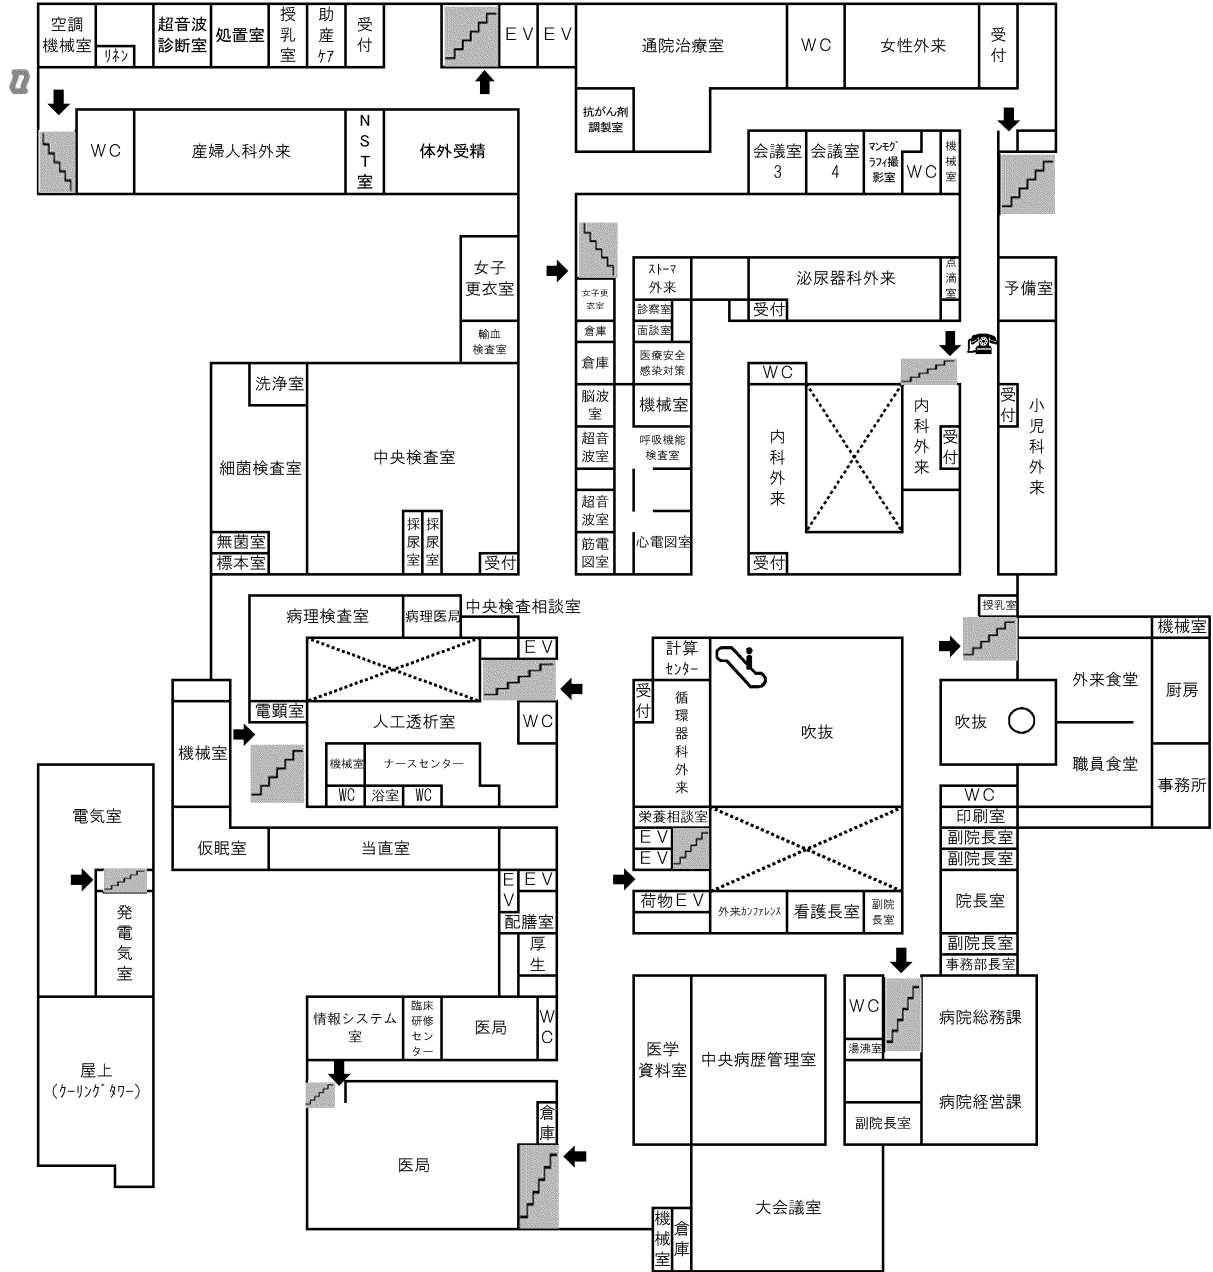 空調
機械室
リネン
超音波
診断室
処置室
授
乳
室
助
産
ケア
受
付
ＥＶ
ＥＶ
通院治療室
ＷＣ
女性外来
受
付
抗がん剤
調製室
ＷＣ
産婦人科外来
Ｎ
Ｓ
Ｔ
室
体外受精
会議室
3
会議室
4
マンモグ
ラフィ撮
影室
ＷＣ
機
械
室
女子
更衣室
輸血
検査室
女子更
衣室
倉庫
倉庫
脳波
室
超音
波室
超音
波室
筋電
図室
ストーマ
外来
診察室
面談室
医療安全
感染対策
機械室
呼吸機能
検査室
心電図室
泌尿器科外来
点
滴
室
受付
予備室
ＷＣ
内
科
外
来
内
科
外
来
受
付
受付
受
付
小
児
科
外
来
洗浄室
細菌検査室
中央検査室
無菌室
標本室
採
尿
室
採
尿
室
受付
病理検査室
病理医局
中央検査相談室
ＥＶ
電顕室
人工透析室
ＷＣ
機械室
機械室
ナースセンター
WC
浴室
WC
計算
センター
受
付
循
環
器
科
外
来
吹抜
授乳室
機械室
外来食堂
厨房
吹抜
職員食堂
事務所
ＷＣ
印刷室
副院長室
副院長室
院長室
副院長室
事務部長室
電気室
発
電
気
室
屋上
(クーリングタワー)
仮眠室
当直室
Ｅ
Ｖ
ＥＶ
配膳室
厚
生
栄養相談室
ＥＶ
ＥＶ
荷物ＥＶ
外来カンファレンス
看護長室
副院
長室
情報システム
室
臨床
研修
セン
ター
医局
Ｗ
Ｃ
医局
倉
庫
医学
資料室
中央病歴管理室
ＷＣ
湯沸室
副院長室
病院総務課
病院経営課
機
械
室
倉
庫
大会議室